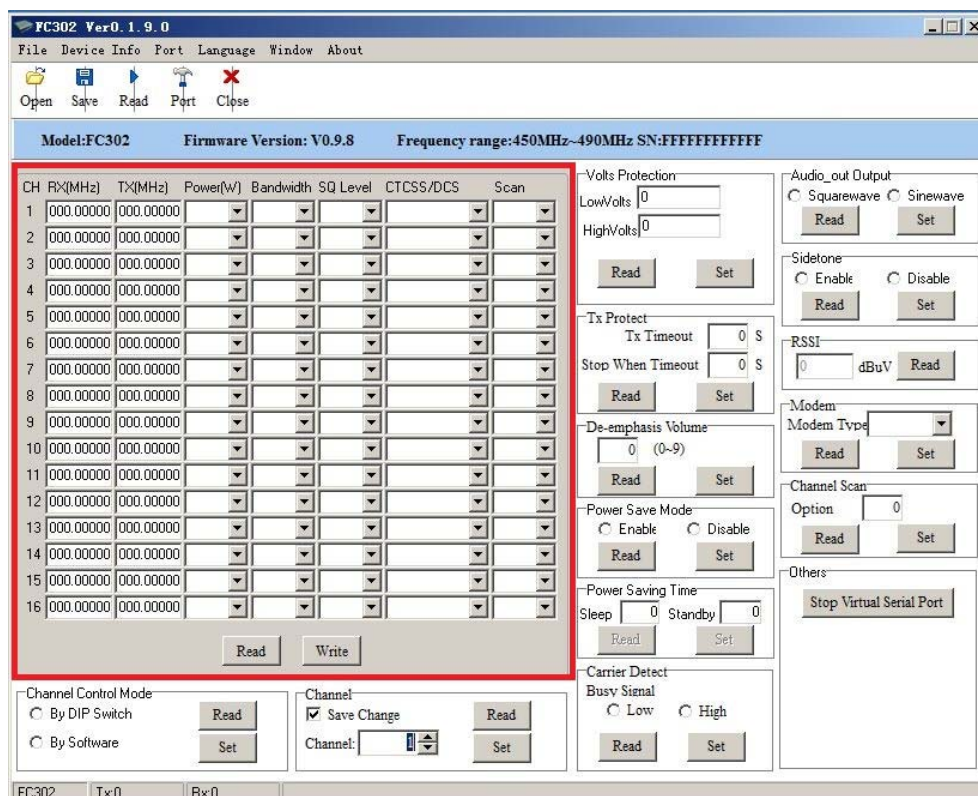 FC302 Ver0.1.9.0
File Device Info Port Language Window About
Open Save Read Port Close
Model:FC302 Firmware Version: V0.9.8 Frequency range:450MHz~490MHz SN:FFFFFFFFFFFF
CH RX(MHz) TX(MHz) Power(W) Bandwidth SQ Level CTCSS/DCS Scan
1 000.00000 000.00000
2 000.00000 000.00000
3 000.00000 000.00000
4 000.00000 000.00000
5 000.00000 000.00000
6 000.00000 000.00000
7 000.00000 000.00000
8 000.00000 000.00000
9 000.00000 000.00000
10 000.00000 000.00000
11 000.00000 000.00000
12 000.00000 000.00000
13 000.00000 000.00000
14 000.00000 000.00000
15 000.00000 000.00000
16 000.00000 000.00000
Read Write
Channel Control Mode
By DIP Switch Read
By Software Set
Channel
Save Change Read
Channel: 1 Set
Volts Protection
LowVolts 0
HighVolts 0
Read Set
Tx Protect
Tx Timeout 0 S
Stop When Timeout 0 S
Read Set
De-emphasis Volume
0 (0~9)
Read Set
Power Save Mode
Enable Disable
Read Set
Power Saving Time
Sleep 0 Standby 0
Read Set
Carrier Detect
Busy Signal
Low High
Read Set
Audio_out Output
Squarewave Sinewave
Read Set
Sidetone
Enable Disable
Read Set
RSSI
0 dBuV Read
Modem
Modem Type
Read Set
Channel Scan
Option 0
Read Set
Others
Stop Virtual Serial Port
FC302 Tx:0 Rx:0